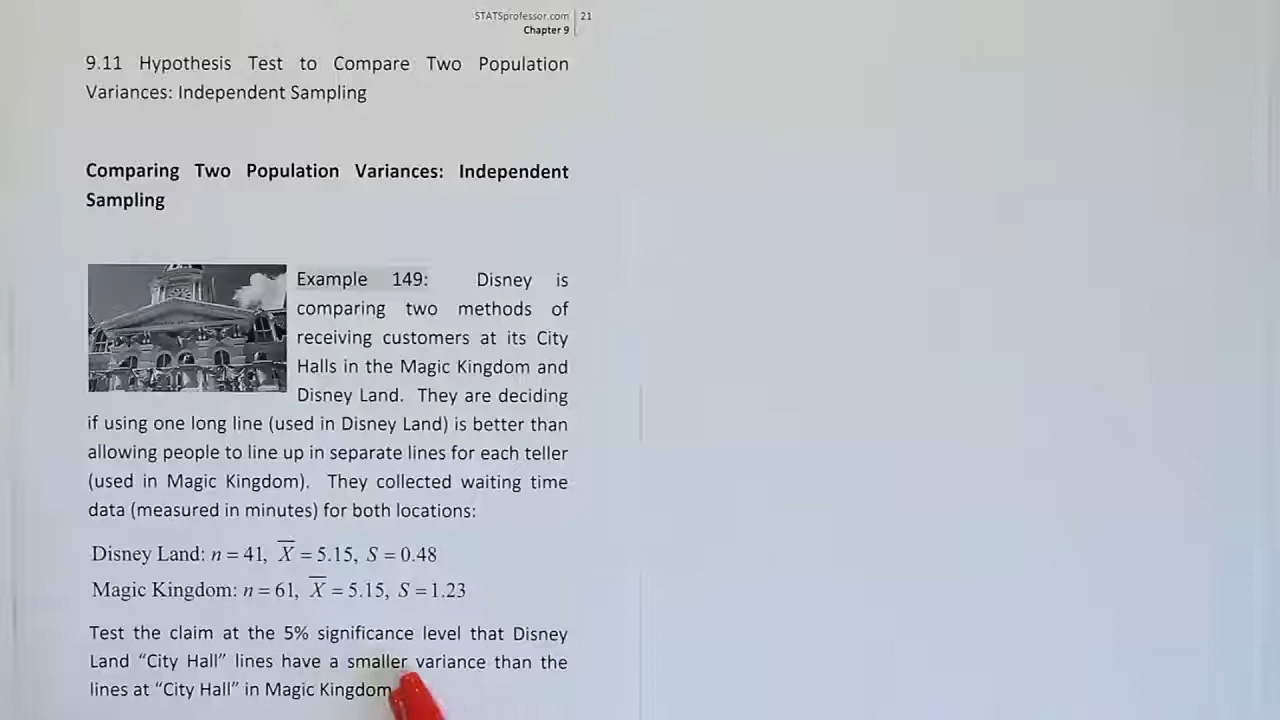 STATSprofessor.com 21
Chapter 9
9.11 Hypothesis Test to Compare Two Population
Variances: Independent Sampling
Comparing Two Population Variances: Independent
Sampling
Example 149: Disney is
comparing two methods of
receiving customers at its City
Halls in the Magic Kingdom and
Disney Land. They are deciding
if using one long line (used in Disney Land) is better than
allowing people to line up in separate lines for each teller
(used in Magic Kingdom). They collected waiting time
data (measured in minutes) for both locations:
Disney Land: n = 41, X̅ = 5.15, S = 0.48
Magic Kingdom: n = 61, X̅ = 5.15, S = 1.23
Test the claim at the 5% significance level that Disney
Land “City Hall” lines have a smaller variance than the
lines at “City Hall” in Magic Kingdom